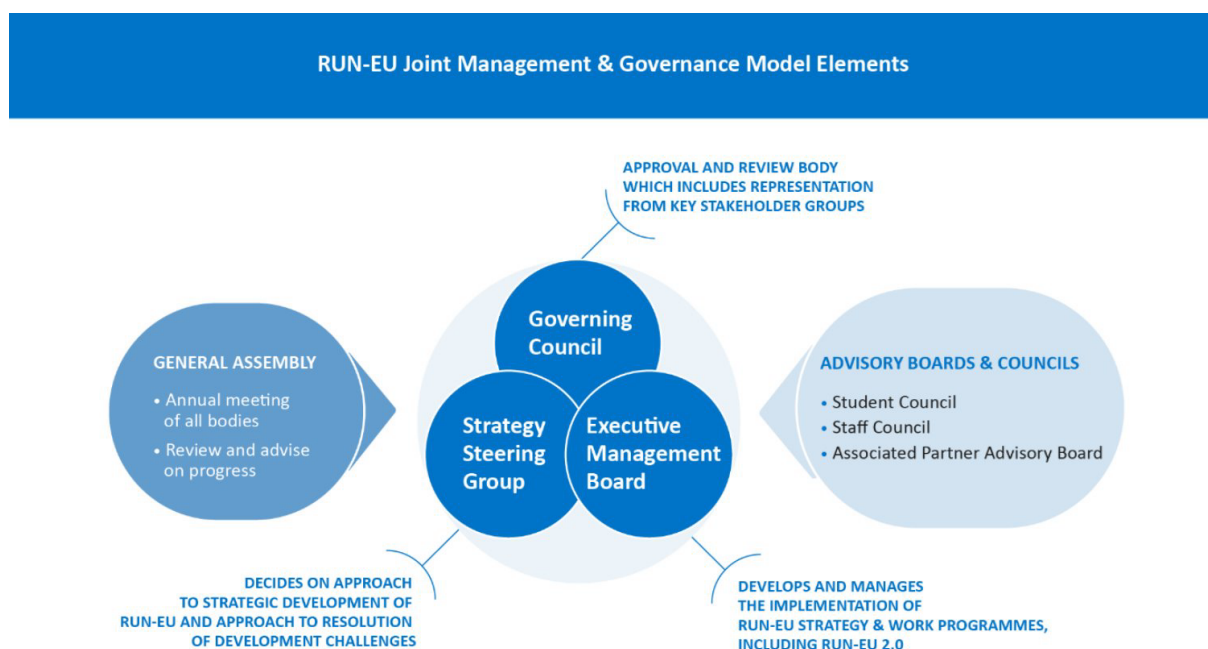 RUN-EU Joint Management & Governance Model Elements
APPROVAL AND REVIEW BODY
WHICH INCLUDES REPRESENTATION
FROM KEY STAKEHOLDER GROUPS
Governing
Council
GENERAL ASSEMBLY
• Annual meeting
of all bodies
• Review and advise
on progress
Strategy
Steering
Group
Executive
Management
Board
ADVISORY BOARDS & COUNCILS
• Student Council
• Staff Council
• Associated Partner Advisory Board
DECIDES ON APPROACH
TO STRATEGIC DEVELOPMENT OF
RUN-EU AND APPROACH TO RESOLUTION
OF DEVELOPMENT CHALLENGES
DEVELOPS AND MANAGES
THE IMPLEMENTATION OF
RUN-EU STRATEGY & WORK PROGRAMMES,
INCLUDING RUN-EU 2.0